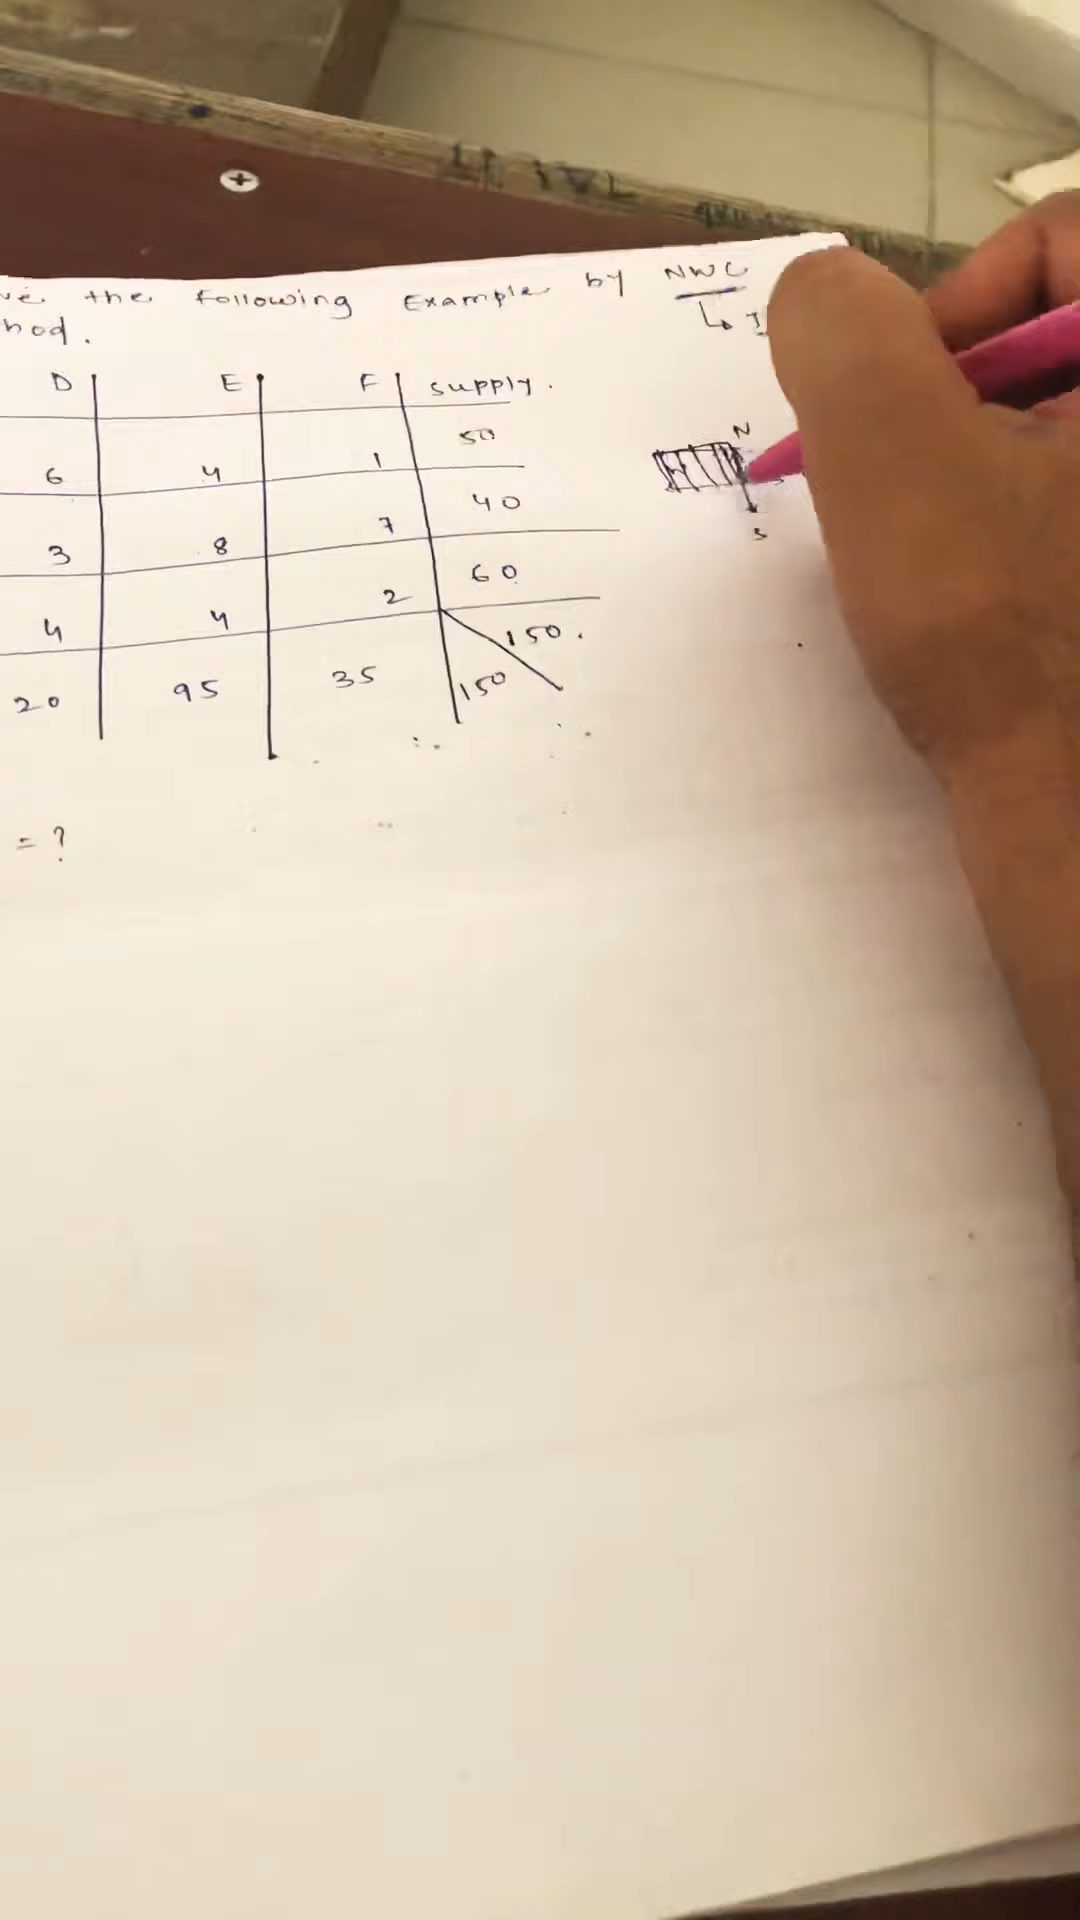 the following Example by NWC
hod.
D E F supply.
6 4 1 50
3 8 7 40
4 4 2 60
150.
20 95 35 150
= ?
N
S